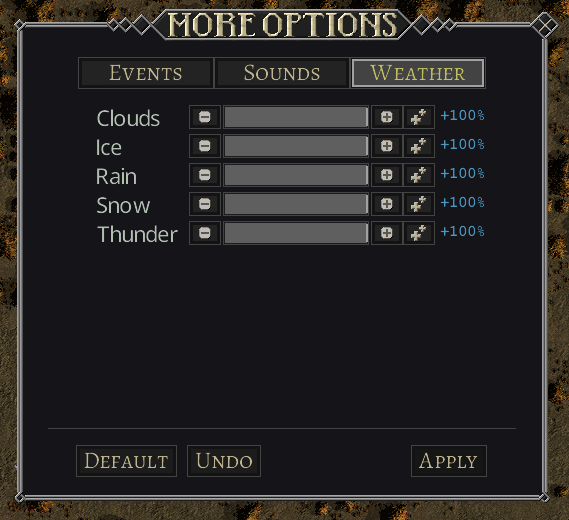 MORE OPTIONS
EVENTS SOUNDS WEATHER
Clouds +100%
Ice +100%
Rain +100%
Snow +100%
Thunder +100%
DEFAULT UNDO APPLY